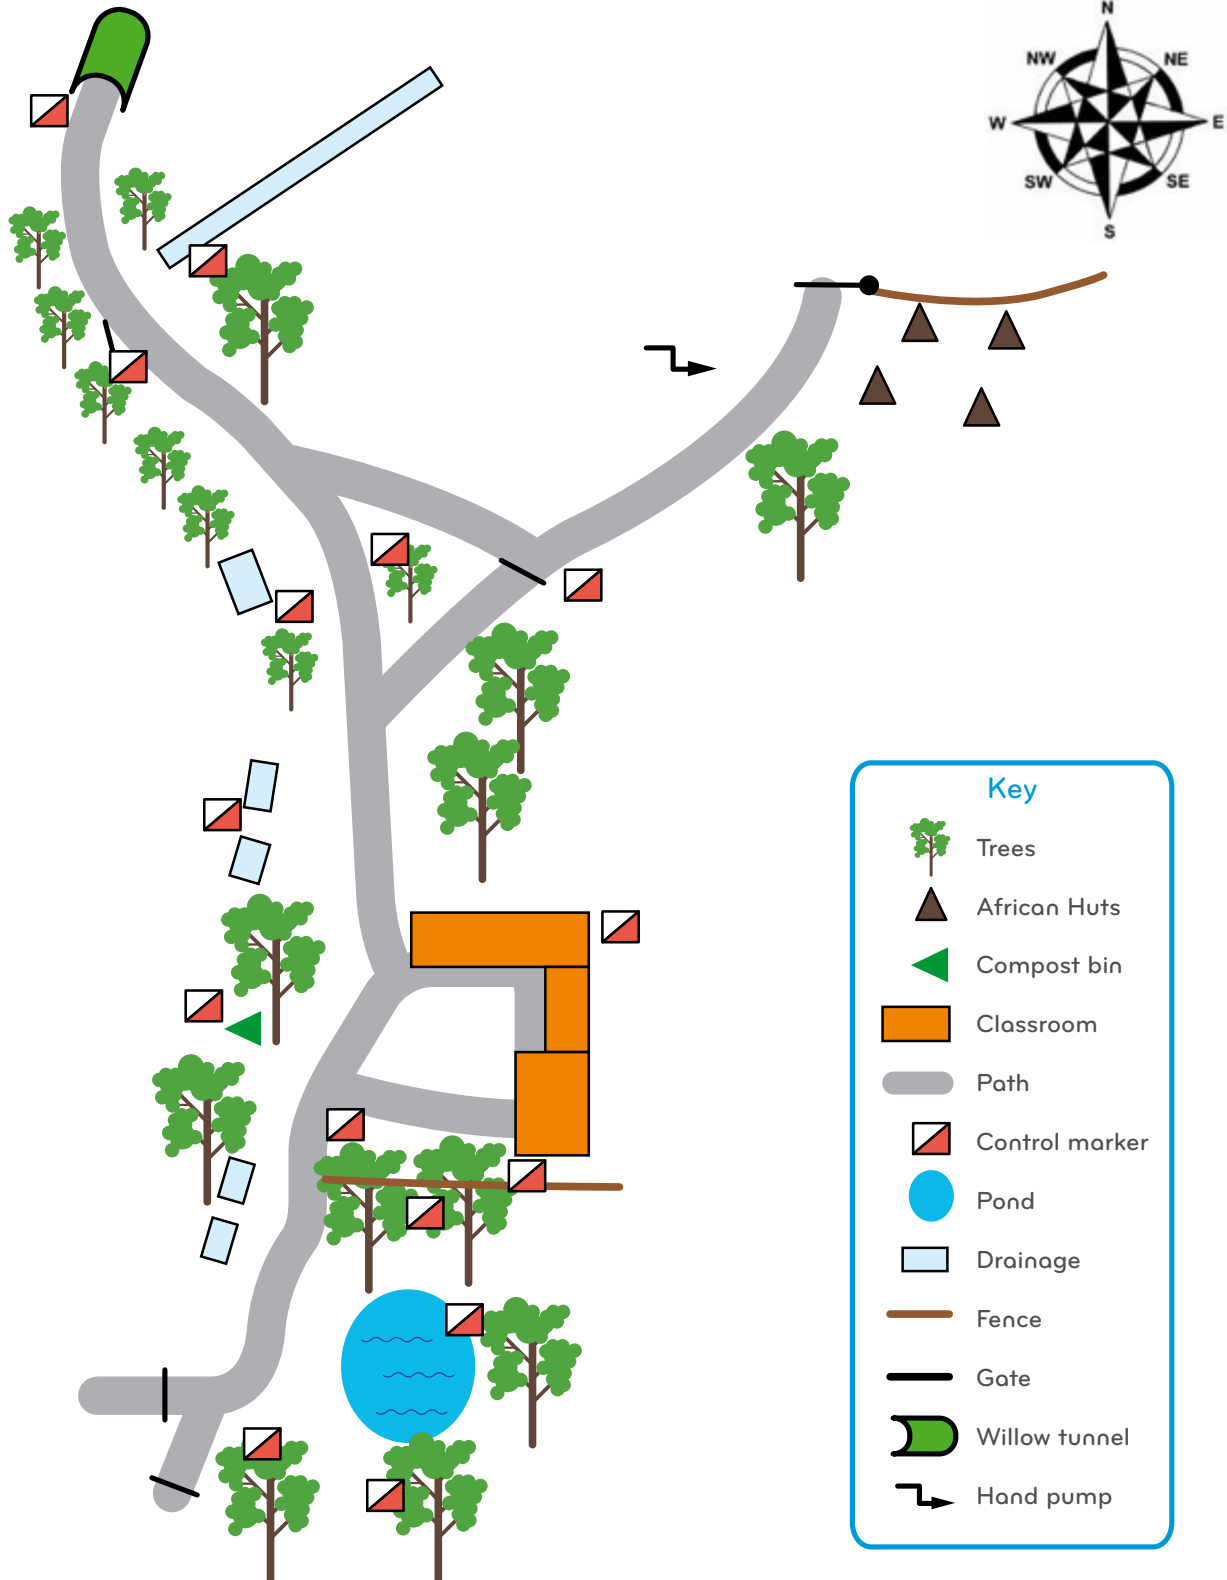 N
NW
NE
W
E
SW
SE
S
Key
Trees
African Huts
Compost bin
Classroom
Path
Control marker
Pond
Drainage
Fence
Gate
Willow tunnel
Hand pump